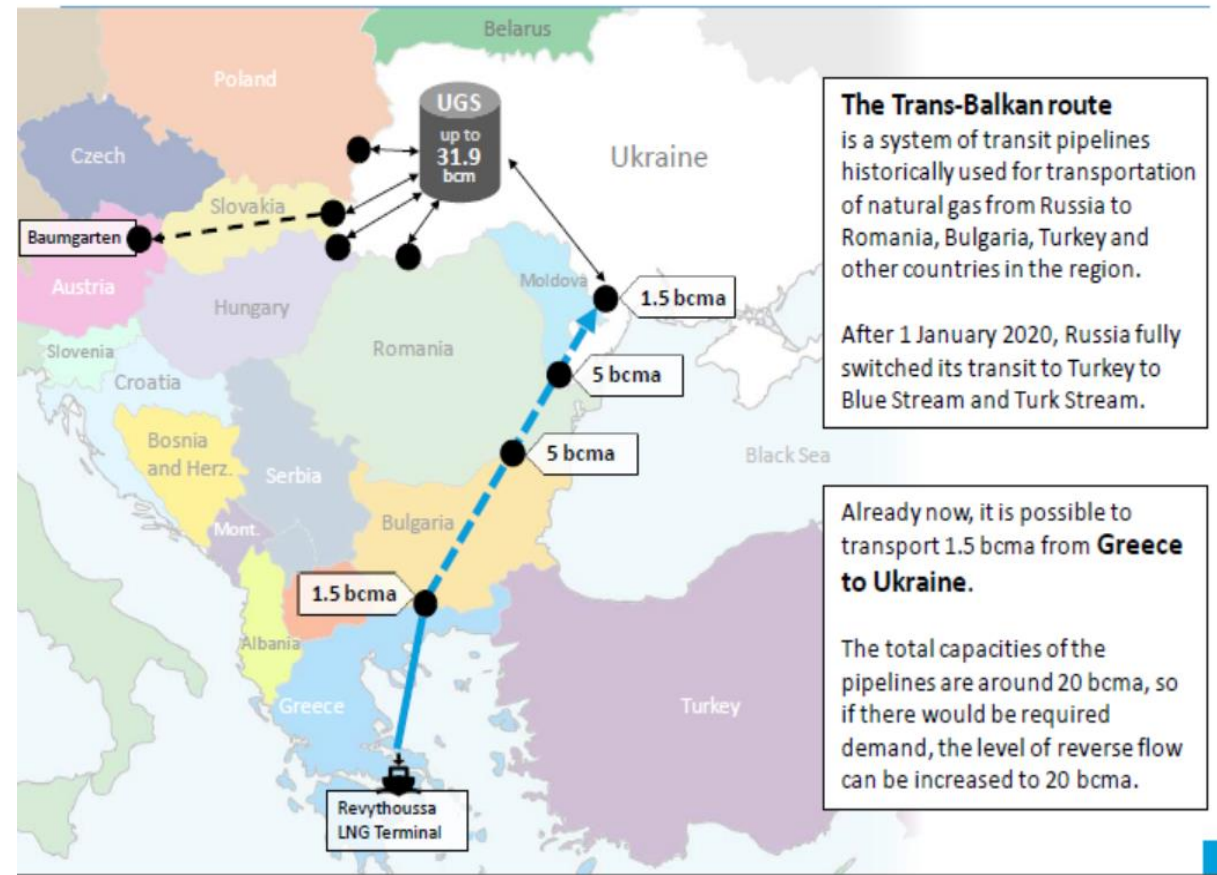 Belarus
Poland
UGS
up to
31.9
bcm
Ukraine
Czech
Slovakia
Baumgarten
Austria
Moldova
1.5 bcma
Hungary
Slovenia
Romania
Croatia
5 bcma
Bosnia
and Herz.
Serbia
5 bcma
Black Sea
Bulgaria
Mont.
1.5 bcma
Albania
Greece
Turkey
Revythoussa
LNG Terminal
The Trans-Balkan route
is a system of transit pipelines
historically used for transportation
of natural gas from Russia to
Romania, Bulgaria, Turkey and
other countries in the region.
After 1 January 2020, Russia fully
switched its transit to Turkey to
Blue Stream and Turk Stream.
Already now, it is possible to
transport 1.5 bcma from Greece
to Ukraine.
The total capacities of the
pipelines are around 20 bcma, so
if there would be required
demand, the level of reverse flow
can be increased to 20 bcma.